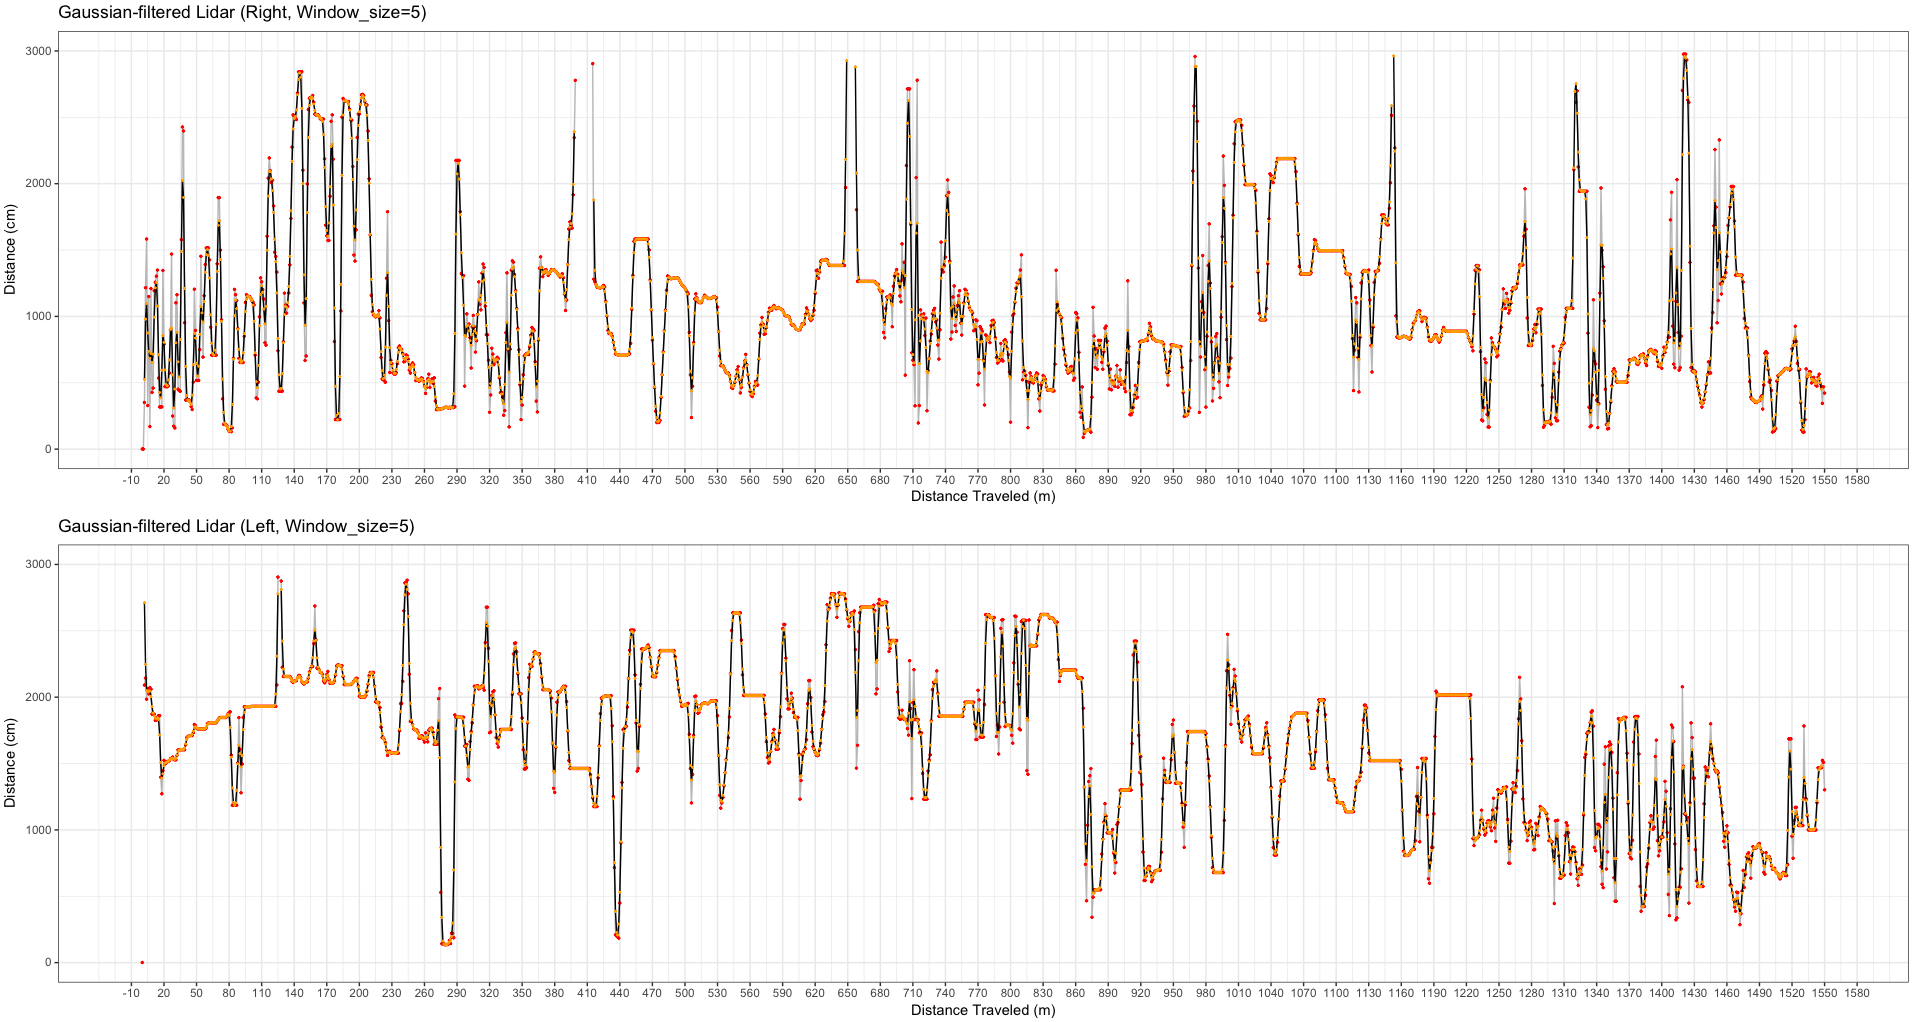 Gaussian-filtered Lidar (Right, Window_size=5)
3000
2000
1000
0
Distance (cm)
-10 20 50 80 110 140 170 200 230 260 290 320 350 380 410 440 470 500 530 560 590 620 650 680 710 740 770 800 830 860 890 920 950 980 1010 1040 1070 1100 1130 1160 1190 1220 1250 1280 1310 1340 1370 1400 1430 1460 1490 1520 1550 1580
Distance Traveled (m)
Gaussian-filtered Lidar (Left, Window_size=5)
3000
2000
1000
0
Distance (cm)
-10 20 50 80 110 140 170 200 230 260 290 320 350 380 410 440 470 500 530 560 590 620 650 680 710 740 770 800 830 860 890 920 950 980 1010 1040 1070 1100 1130 1160 1190 1220 1250 1280 1310 1340 1370 1400 1430 1460 1490 1520 1550 1580
Distance Traveled (m)